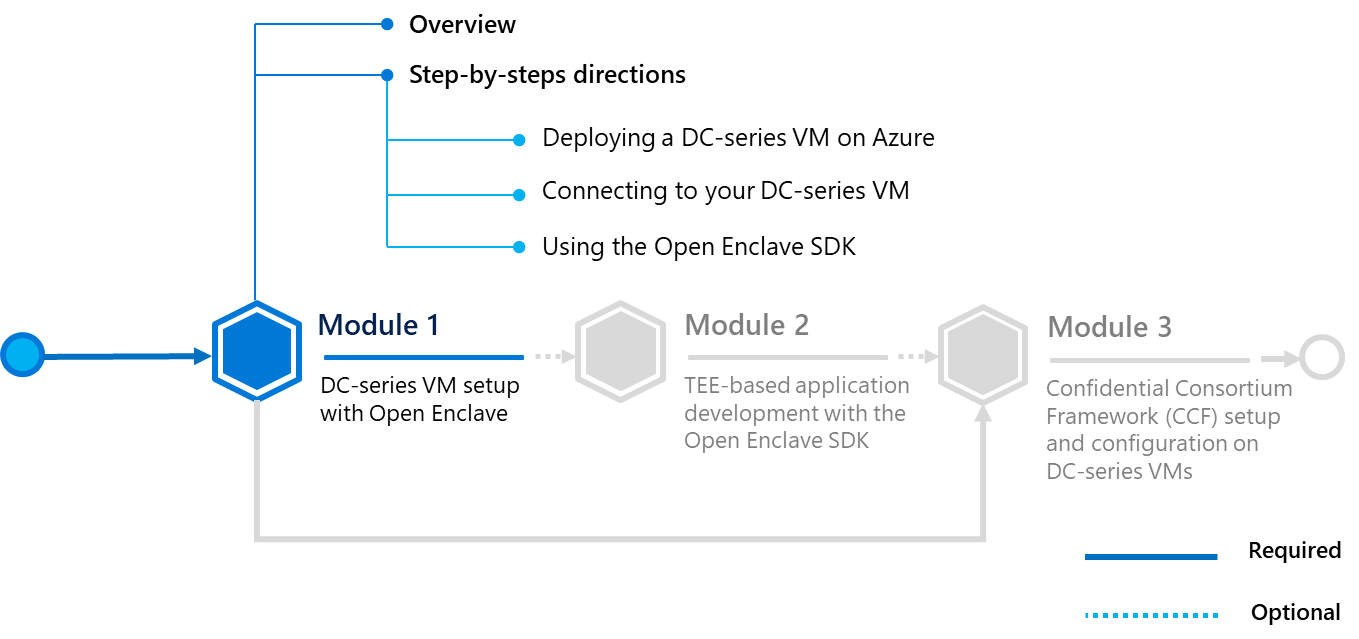 Overview
Step-by-steps directions
Deploying a DC-series VM on Azure
Connecting to your DC-series VM
Using the Open Enclave SDK
Module 1
DC-series VM setup
with Open Enclave
Module 2
TEE-based application
development with the
Open Enclave SDK
Module 3
Confidential Consortium
Framework (CCF) setup
and configuration on
DC-series VMs
Required
Optional